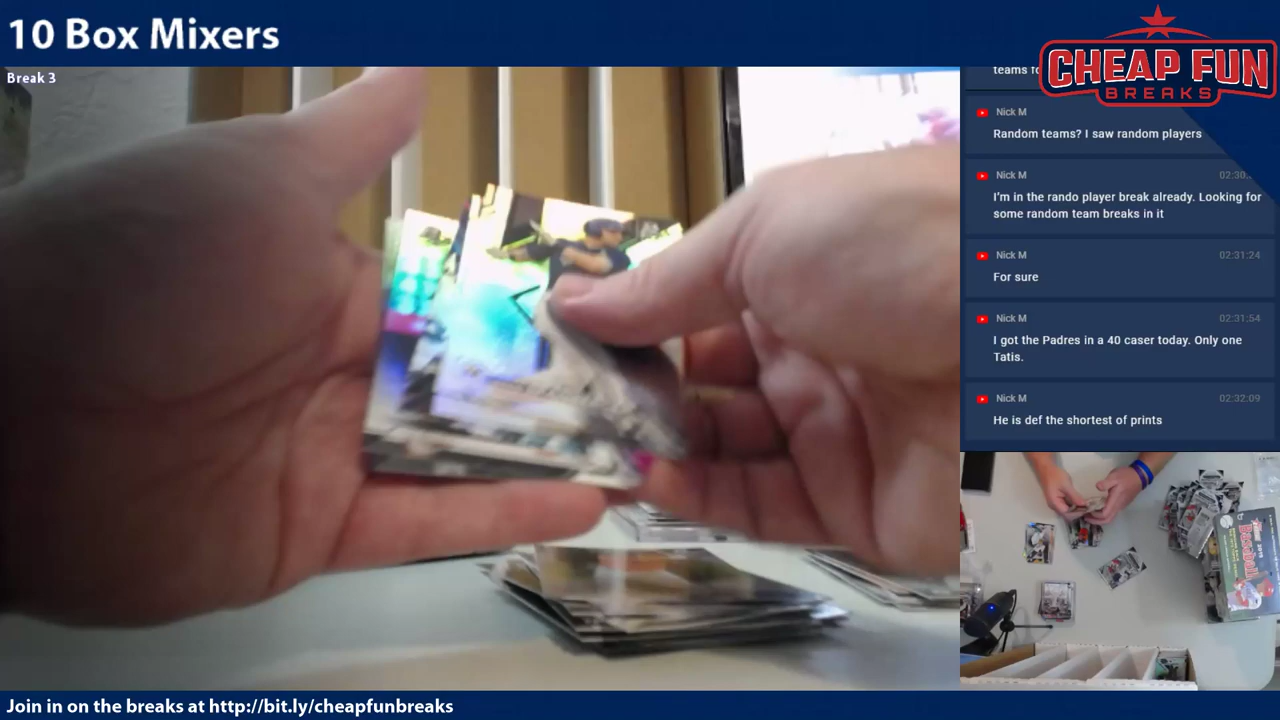 10 Box Mixers
Break 3
CHEAP FUN
BREAKS
Nick M
Random teams? I saw random players
Nick M
I'm in the rando player break already. Looking for
some random team breaks in it
Nick M 02:31:24
For sure
Nick M 02:31:54
I got the Padres in a 40 caser today. Only one
Tatis.
Nick M 02:32:09
He is def the shortest of prints
Baseball
Join in on the breaks at http://bit.ly/cheapfunbreaks